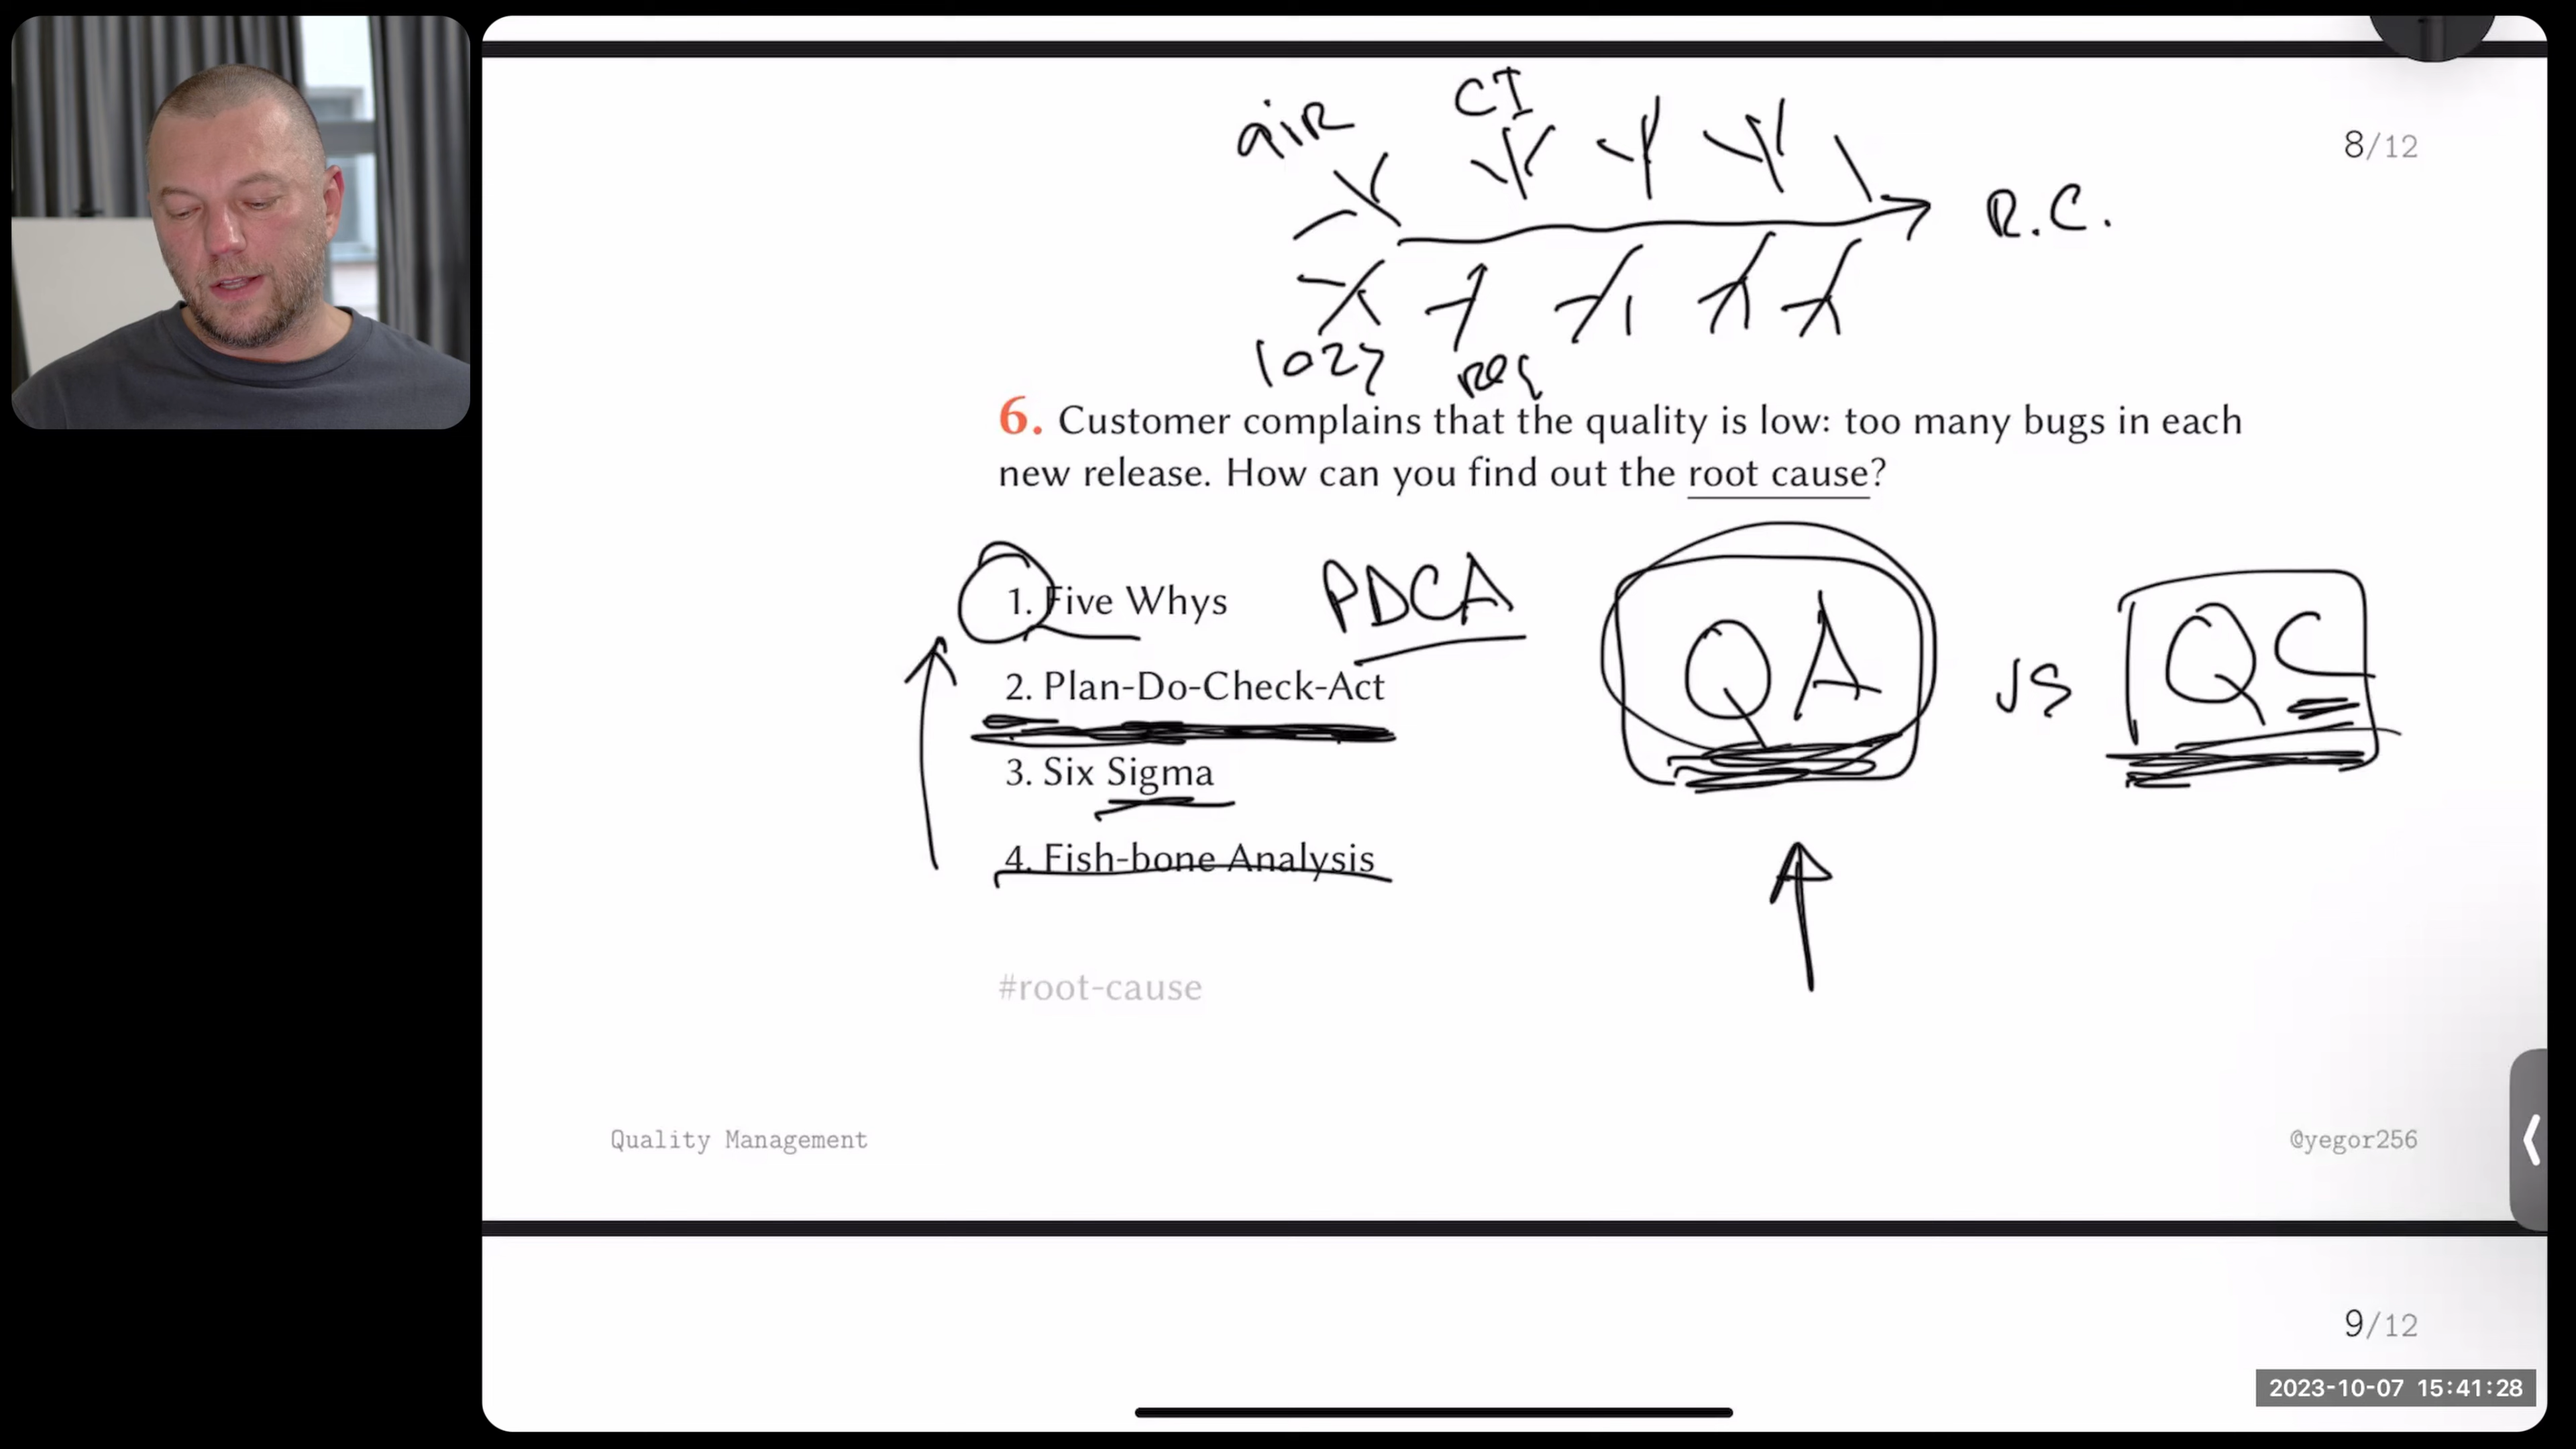 CI
aiR
8/12
R.C.
lazy
req
6. Customer complains that the quality is low: too many bugs in each
new release. How can you find out the root cause?
1. Five Whys
PDCA
QA vs QC
2. Plan-Do-Check-Act
3. Six Sigma
4. Fish-bone Analysis
#root-cause
Quality Management
@yegor256
9/12
2023-10-07 15:41:28